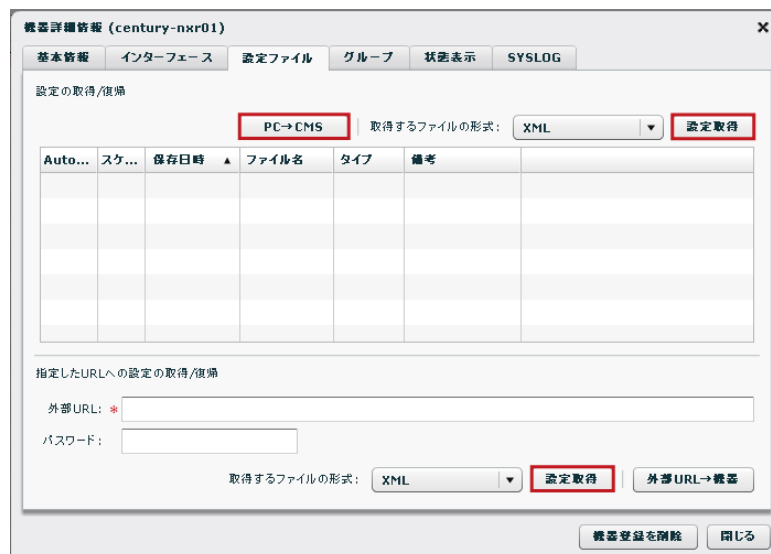 機器詳細情報 (century-nxr01)
基本情報 インターフェース 設定ファイル グループ 状態表示 SYSLOG
設定の取得/復帰
PC→CMS 取得するファイルの形式: XML 設定取得
Auto... スケ... 保存日時 ファイル名 タイプ 備考
指定したURLへの設定の取得/復帰
外部URL: *
パスワード:
取得するファイルの形式: XML 設定取得 外部URL→機器
機器登録を削除 閉じる